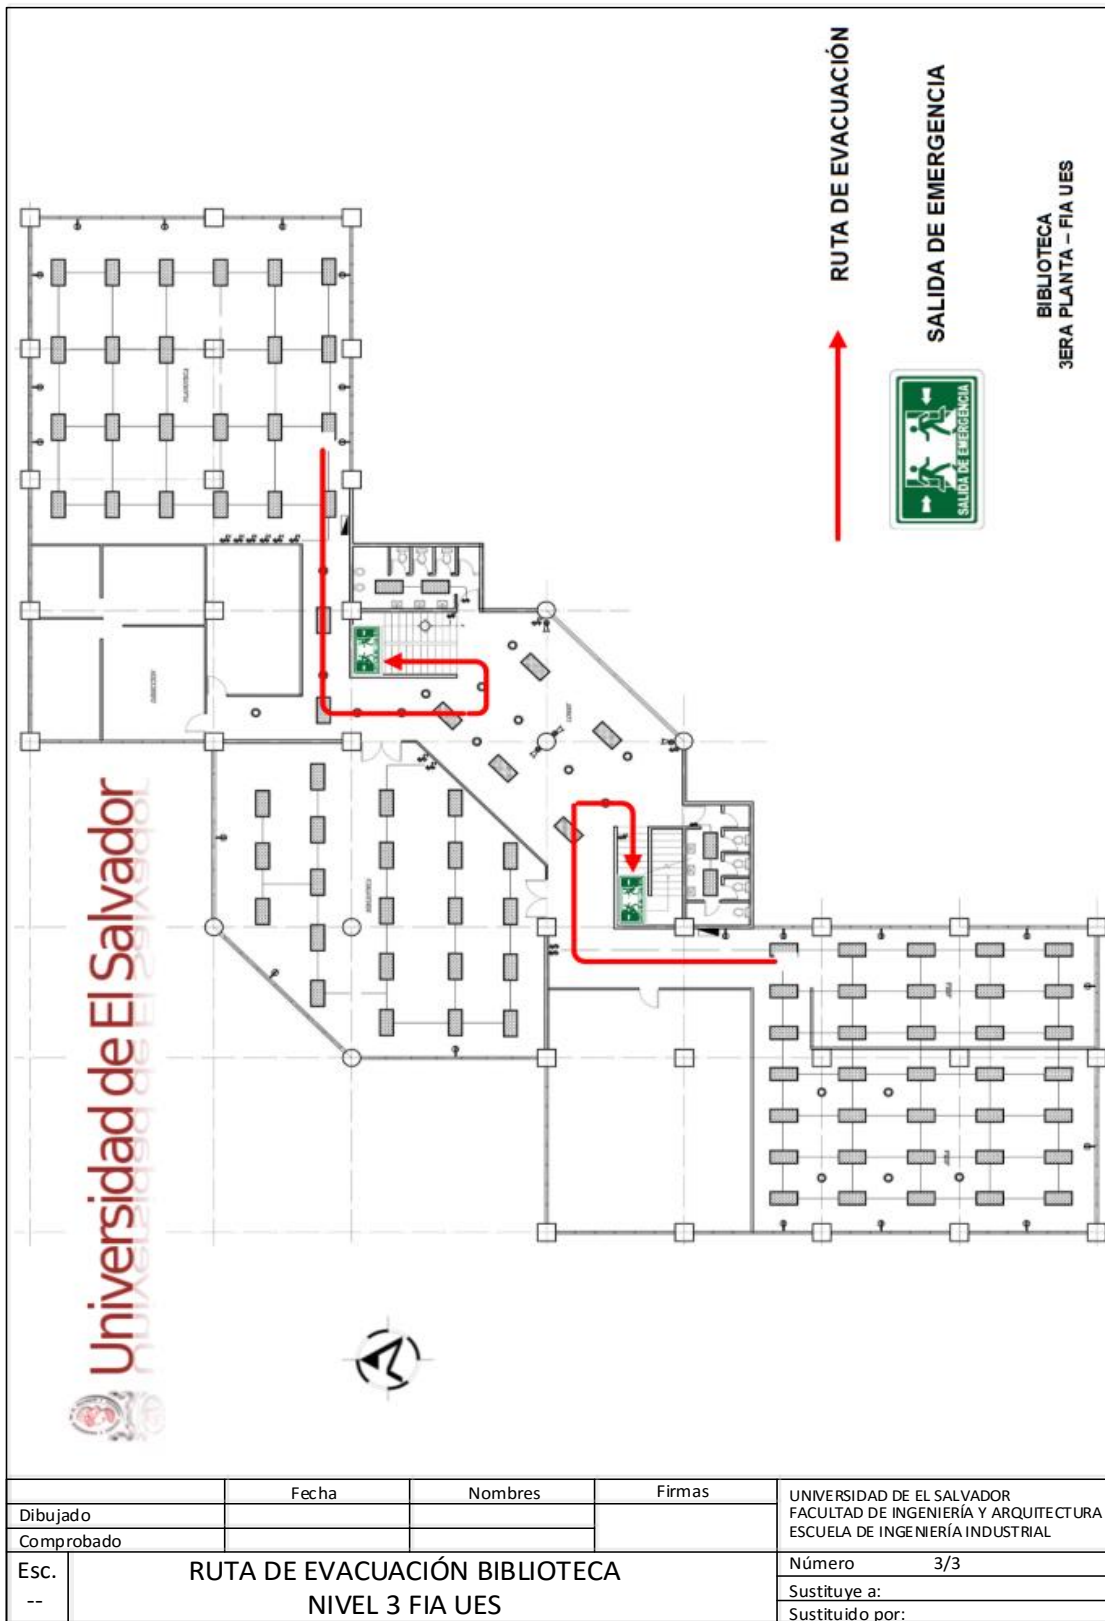 RUTA DE EVACUACIÓN
SALIDA DE EMERGENCIA
SALIDA DE EMERGENCIA
BIBLIOTECA
3ERA PLANTA – FIA UES
Universidad de El Salvador
Fecha
Nombres
Firmas
Dibujado
Comprobado
UNIVERSIDAD DE EL SALVADOR
FACULTAD DE INGENIERÍA Y ARQUITECTURA
ESCUELA DE INGENIERÍA INDUSTRIAL
Esc.
--
RUTA DE EVACUACIÓN BIBLIOTECA
NIVEL 3 FIA UES
Número 3/3
Sustituye a:
Sustituido por: